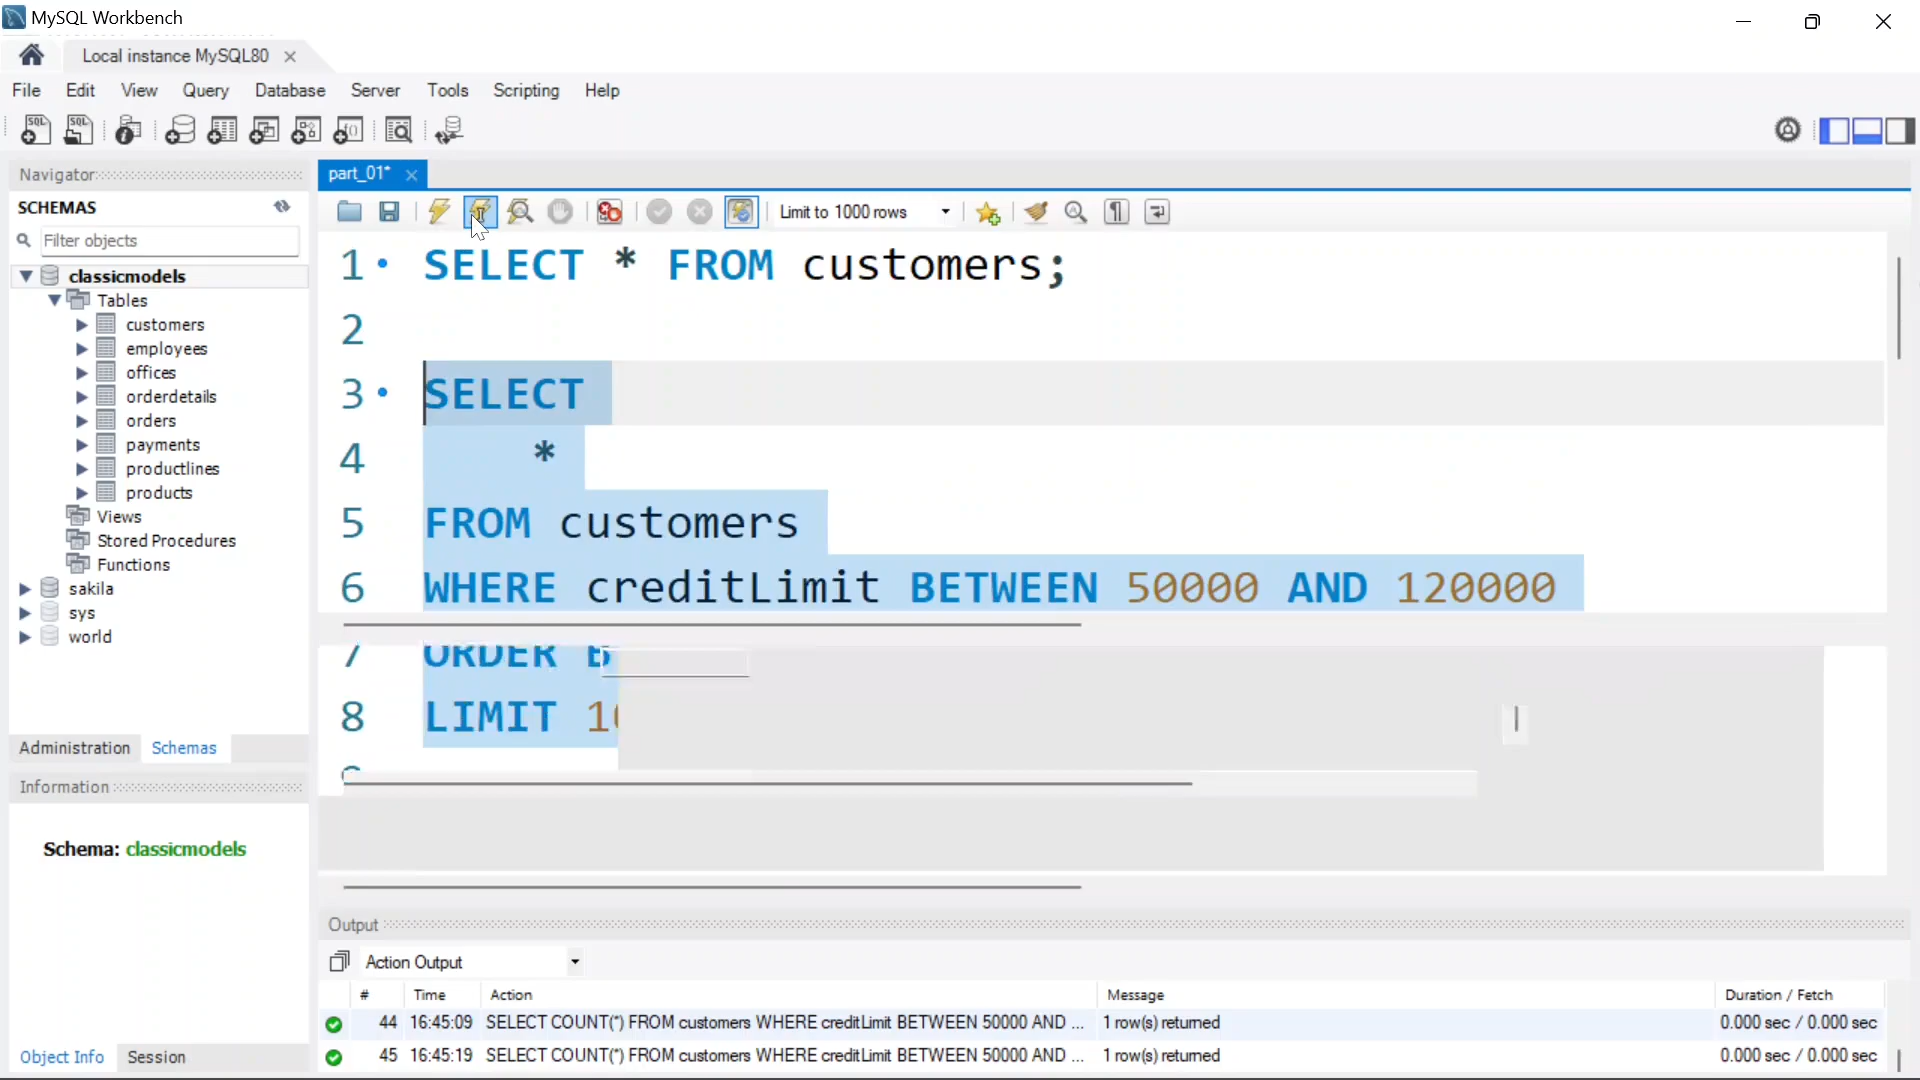 MySQL Workbench
Local instance MySQL80
File Edit View Query Database Server Tools Scripting Help
Navigator
SCHEMAS
Filter objects
classicmodels
Tables
customers
employees
offices
orderdetails
orders
payments
productlines
products
Views
Stored Procedures
Functions
sakila
sys
world
Administration Schemas
Information
Schema: classicmodels
Object Info Session
part_01*
Limit to 1000 rows
1 SELECT * FROM customers;
2
3 SELECT
4 *
5 FROM customers
6 WHERE creditLimit BETWEEN 50000 AND 120000
7 ORDER
8 LIMIT
Output
Action Output
# Time Action Message Duration / Fetch
44 16:45:09 SELECT COUNT(*) FROM customers WHERE creditLimit BETWEEN 50000 AND ... 1 row(s) returned 0.000 sec / 0.000 sec
45 16:45:19 SELECT COUNT(*) FROM customers WHERE creditLimit BETWEEN 50000 AND ... 1 row(s) returned 0.000 sec / 0.000 sec